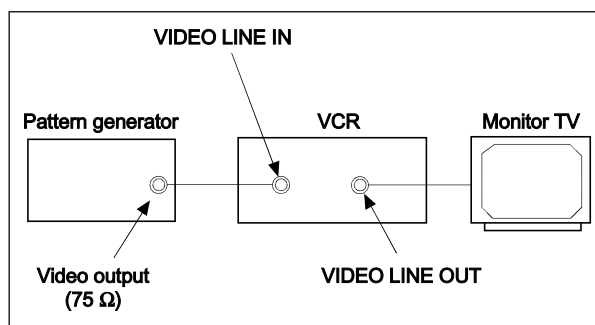 VIDEO LINE IN
Pattern generator
VCR
Monitor TV
Video output
(75 Ω)
VIDEO LINE OUT